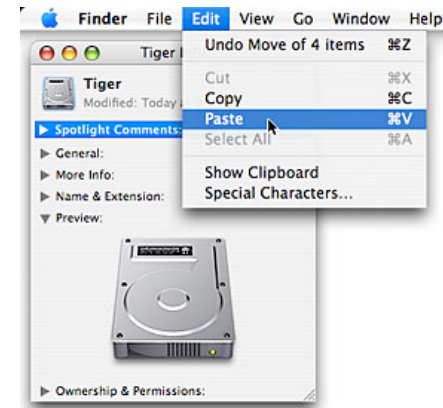 Finder File Edit View Go Window Help
Undo Move of 4 items ⌘Z
Cut ⌘X
Copy ⌘C
Paste ⌘V
Select All ⌘A
Show Clipboard
Special Characters...
Tiger
Tiger
Modified: Today
Spotlight Comments:
General:
More Info:
Name & Extension:
Preview:
Ownership & Permissions: